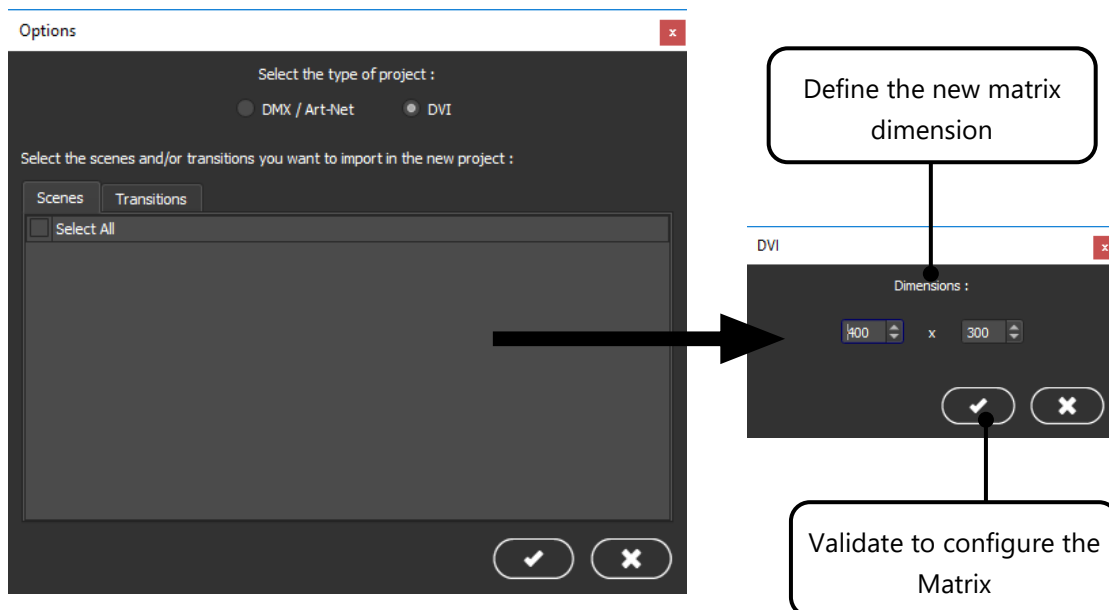 Options
x
Select the type of project :
DMX / Art-Net DVI
Select the scenes and/or transitions you want to import in the new project :
Scenes Transitions
Select All
Define the new matrix
dimension
DVI
x
Dimensions :
400 x 300
Validate to configure the
Matrix